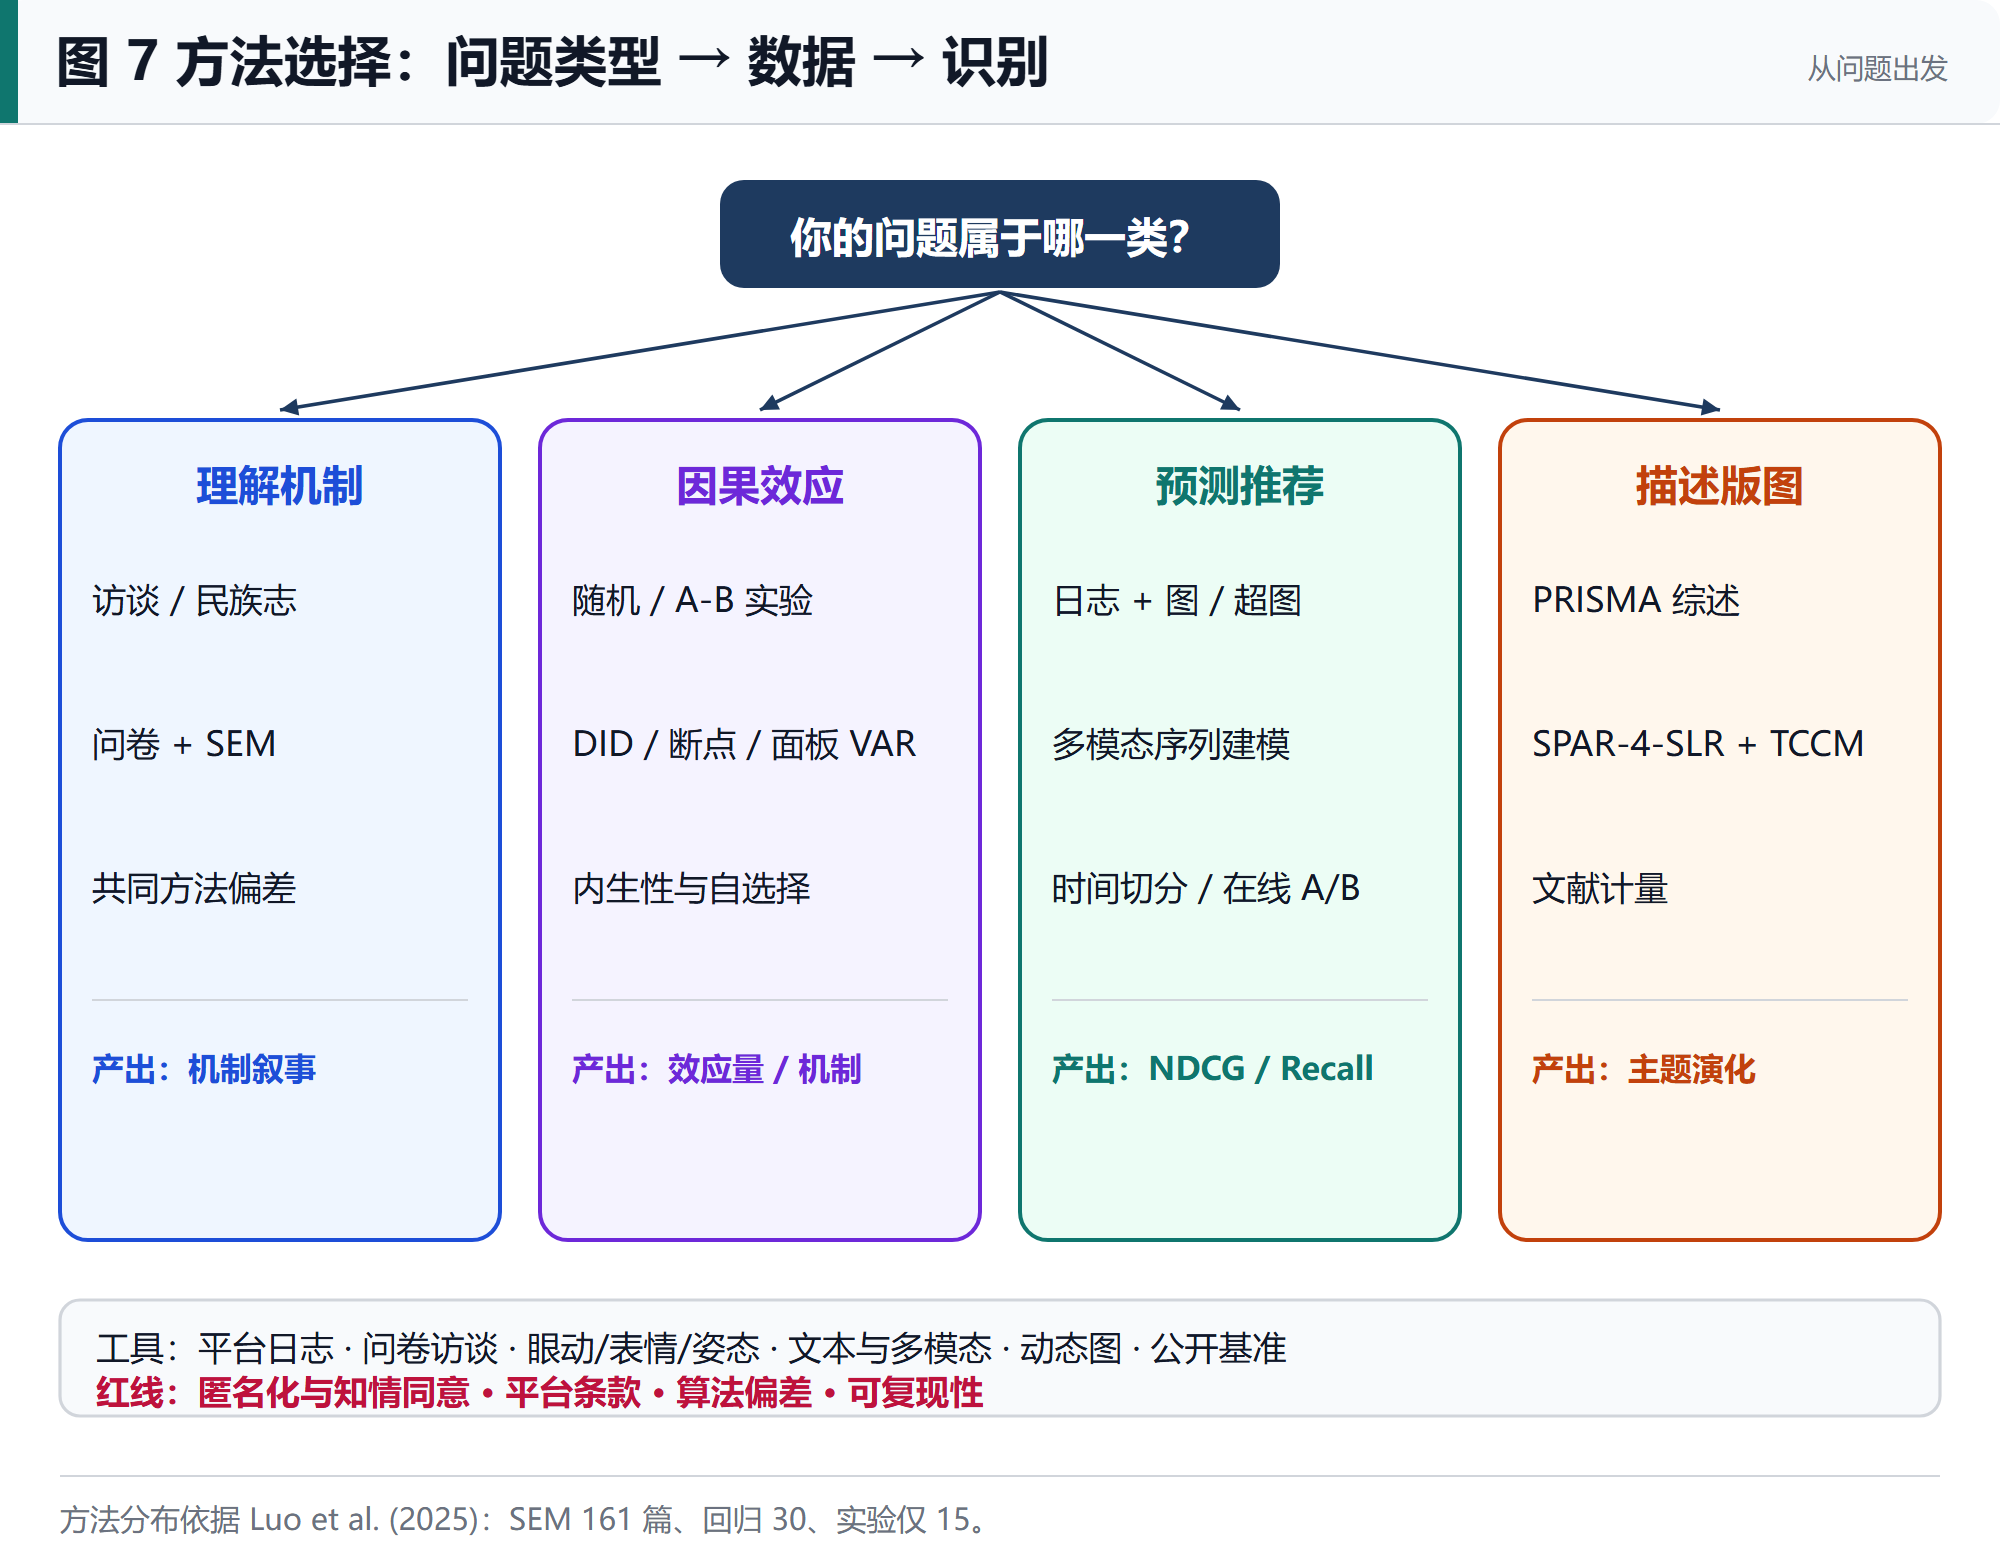 图 7 方法选择：问题类型 → 数据 → 识别
从问题出发
你的问题属于哪一类？
理解机制
访谈 / 民族志
问卷 + SEM
共同方法偏差
产出：机制叙事
因果效应
随机 / A-B 实验
DID / 断点 / 面板 VAR
内生性与自选择
产出：效应量 / 机制
预测推荐
日志 + 图 / 超图
多模态序列建模
时间切分 / 在线 A/B
产出：NDCG / Recall
描述版图
PRISMA 综述
SPAR-4-SLR + TCCM
文献计量
产出：主题演化
工具：平台日志 · 问卷访谈 · 眼动/表情/姿态 · 文本与多模态 · 动态图 · 公开基准
红线：匿名化与知情同意 · 平台条款 · 算法偏差 · 可复现性
方法分布依据 Luo et al. (2025)：SEM 161 篇、回归 30、实验仅 15。